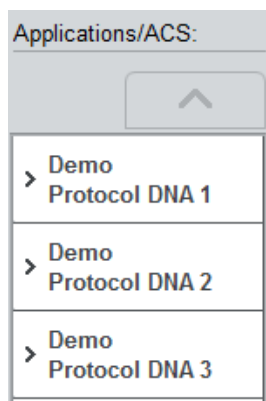 Applications/ACS:
Demo
Protocol DNA 1
Demo
Protocol DNA 2
Demo
Protocol DNA 3